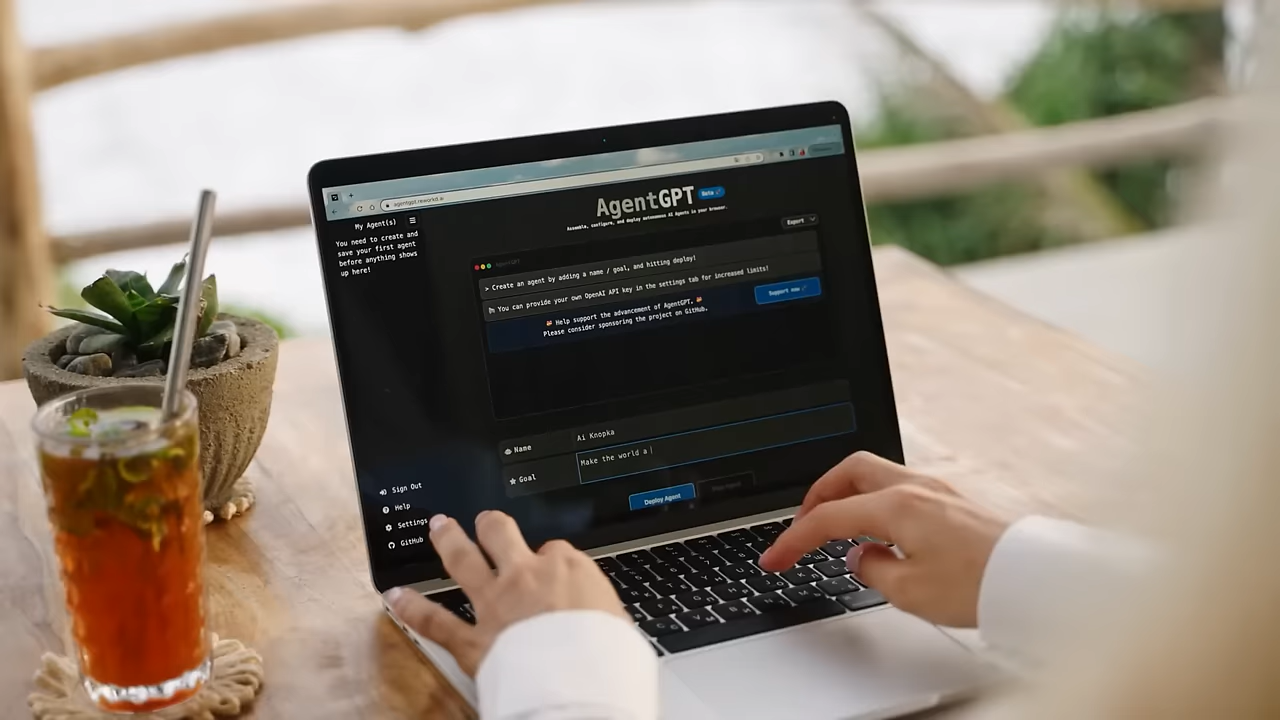 agentgpt.reworkd.ai
AgentGPT Beta
Assemble, configure, and deploy autonomous AI Agents in your browser.
My Agent(s)
You need to create and
save your first agent
before anything shows
up here!
Export
AgentGPT
> Create an agent by adding a name / goal, and hitting deploy!
You can provide your own OpenAI API key in the settings tab for increased limits!
Help support the advancement of AgentGPT.
Please consider sponsoring the project on GitHub.
Support now
Name
Ai Knopka
Goal
Make the world a
Deploy Agent
Sign Out
Help
Settings
GitHub